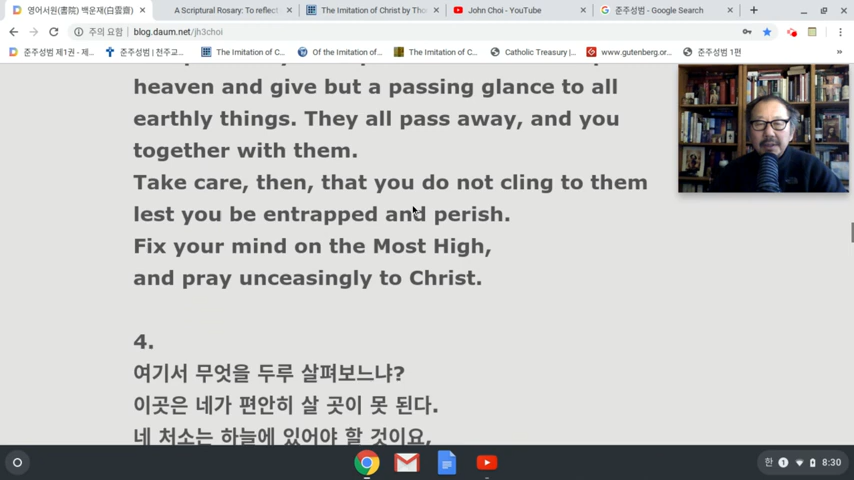 영어서원(書院) 백운재(白雲齋)
A Scriptural Rosary: To reflect
The Imitation of Christ by Tho
John Choi - YouTube
준주성범 - Google Search
주의 요함
blog.daum.net/jh3choi
준주성범 제1권 - 제...
The Imitation of C...
Of the Imitation of...
천주성범 | 천주교...
The Imitation of C...
Catholic Treasury |...
www.gutenberg.or...
준주성범 1편
heaven and give but a passing glance to all
earthly things. They all pass away, and you
together with them.
Take care, then, that you do not cling to them
lest you be entrapped and perish.
Fix your mind on the Most High,
and pray unceasingly to Christ.
4.
여기서 무엇을 두루 살펴보느냐?
이곳은 네가 편안히 살 곳이 못 된다.
네 처소는 하늘에 있어야 할 것이요,
한
1
8:30